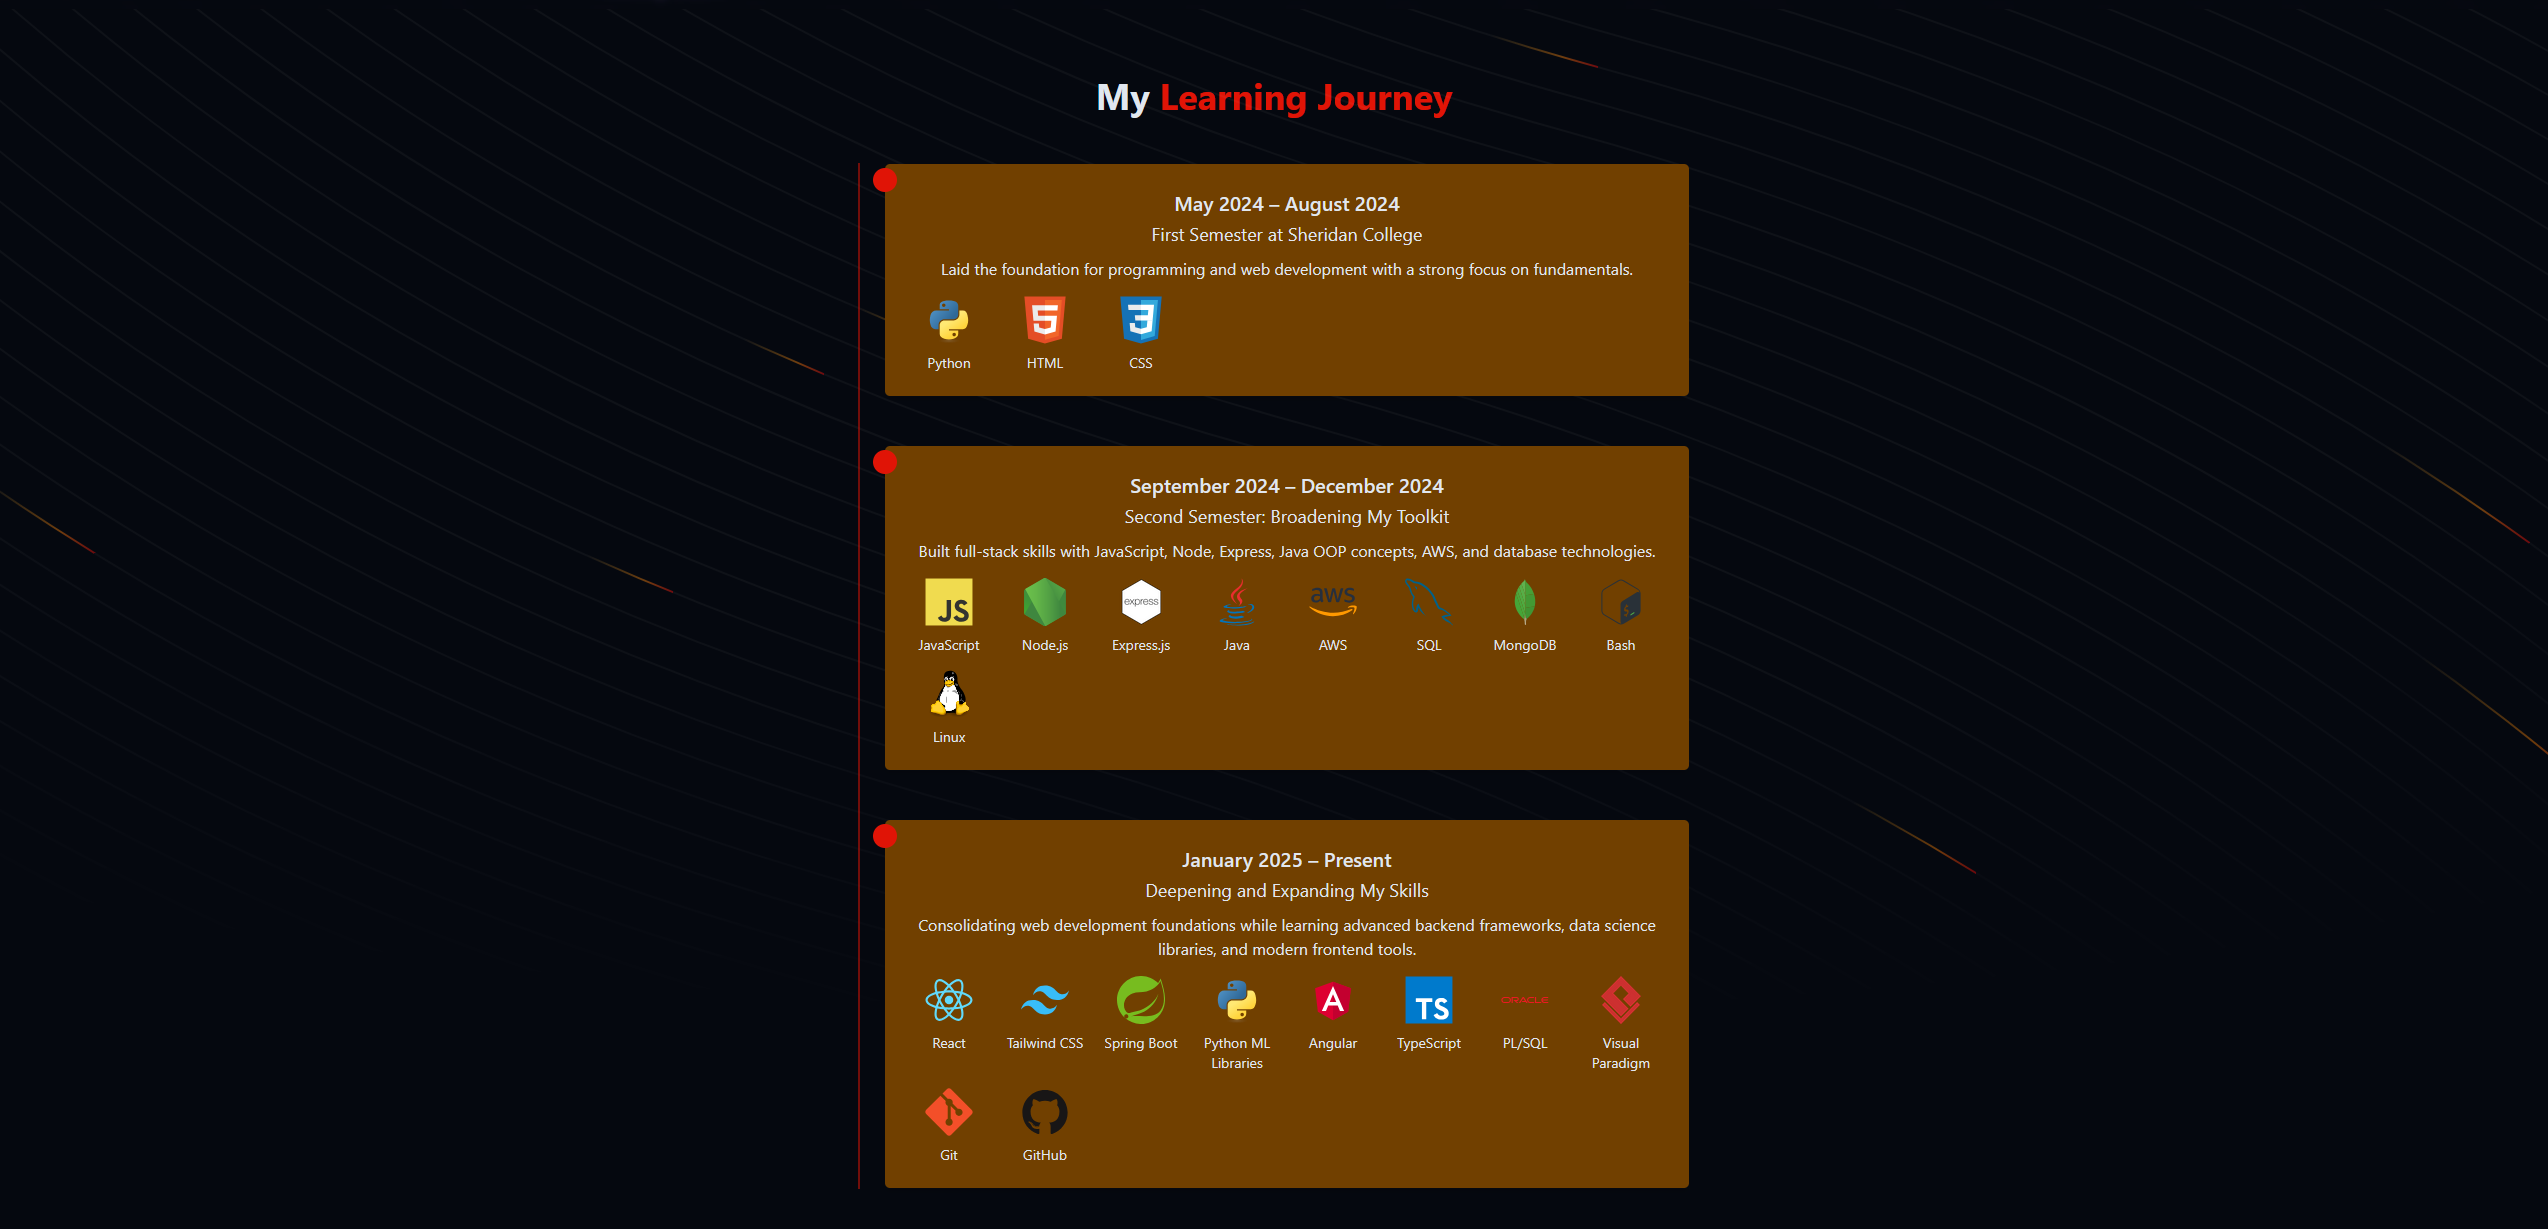 My Learning Journey
May 2024 – August 2024
First Semester at Sheridan College
Laid the foundation for programming and web development with a strong focus on fundamentals.
5 3
Python HTML CSS
September 2024 – December 2024
Second Semester: Broadening My Toolkit
Built full-stack skills with JavaScript, Node, Express, Java OOP concepts, AWS, and database technologies.
JS express aws $_
JavaScript Node.js Express.js Java AWS SQL MongoDB Bash
Linux
January 2025 – Present
Deepening and Expanding My Skills
Consolidating web development foundations while learning advanced backend frameworks, data science
libraries, and modern frontend tools.
A TS ORACLE
React Tailwind CSS Spring Boot Python ML Angular TypeScript PL/SQL Visual
Libraries Paradigm
Git GitHub